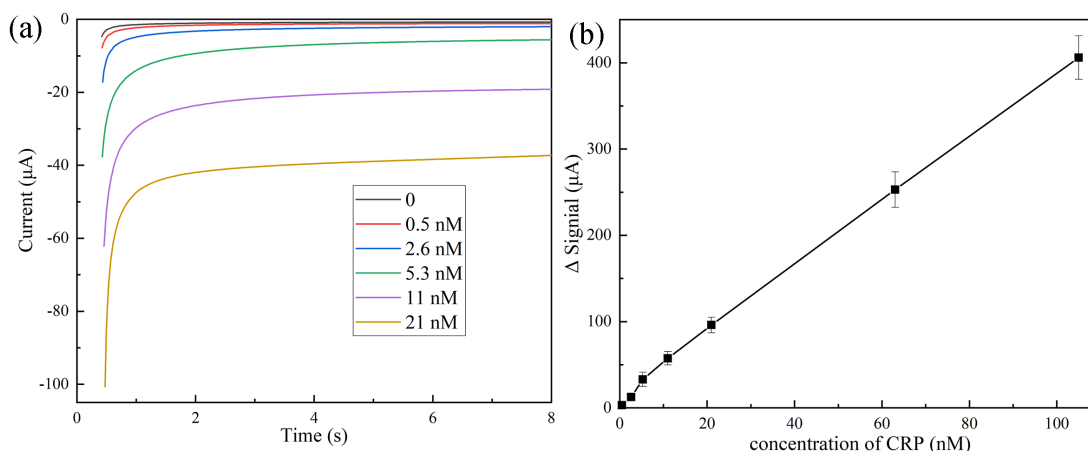 (a)
Current (μA)
0
-20
-40
-60
-80
-100
0
0.5 nM
2.6 nM
5.3 nM
11 nM
21 nM
0 2 4 6 8
Time (s)
(b)
Δ Signial (μA)
400
300
200
100
0
0 20 40 60 80 100
concentration of CRP (nM)